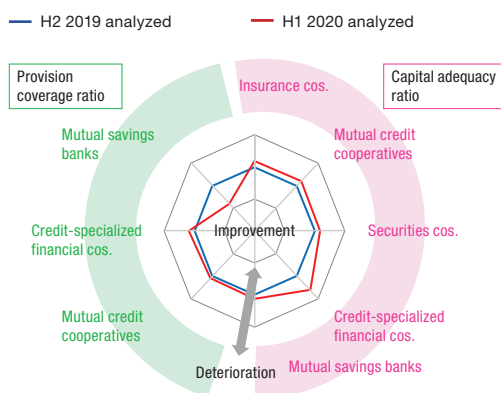 H2 2019 analyzed
H1 2020 analyzed
Provision
coverage ratio
Capital adequacy
ratio
Insurance cos.
Mutual savings
banks
Mutual credit
cooperatives
Credit-specialized
financial cos.
Improvement
Securities cos.
Mutual credit
cooperatives
Credit-specialized
financial cos.
Deterioration
Mutual savings banks